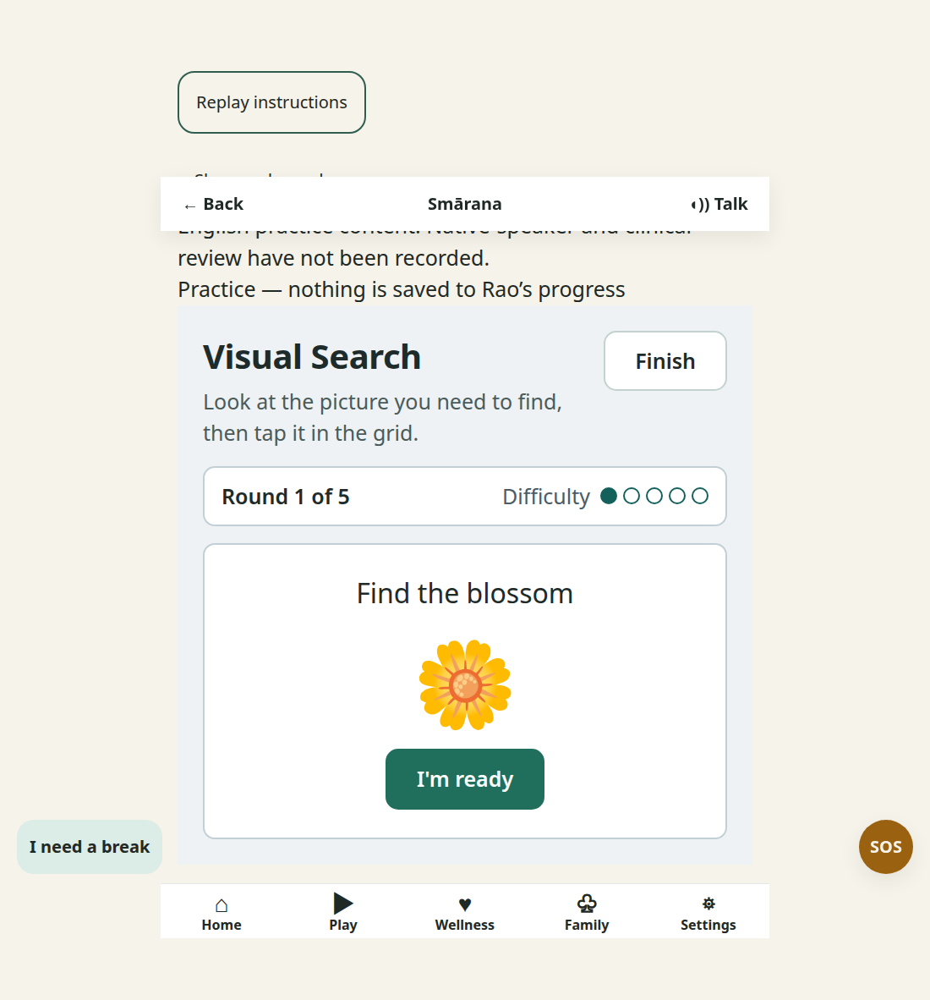 Replay instructions
← Back
Smārana
Talk
English practice content. Native-speaker and clinical
review have not been recorded.
Practice — nothing is saved to Rao’s progress
Visual Search
Finish
Look at the picture you need to find,
then tap it in the grid.
Round 1 of 5
Difficulty
Find the blossom
I'm ready
I need a break
SOS
Home
Play
Wellness
Family
Settings